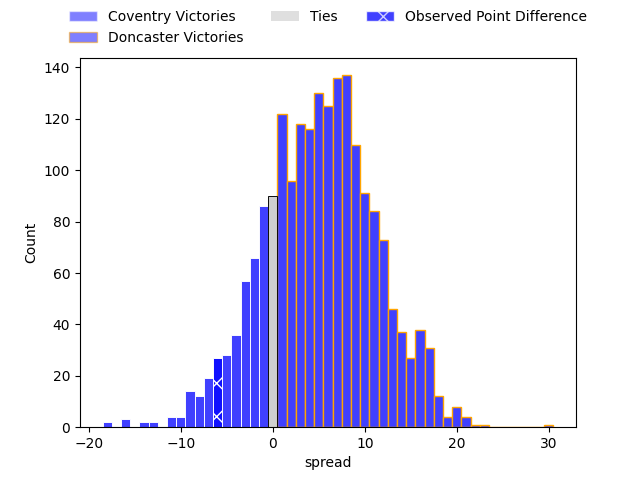 Coventry Victories
Ties
Observed Point Difference
Doncaster Victories
140
120
100
80
60
40
20
0
Count
−20
−10
0
10
20
30
spread